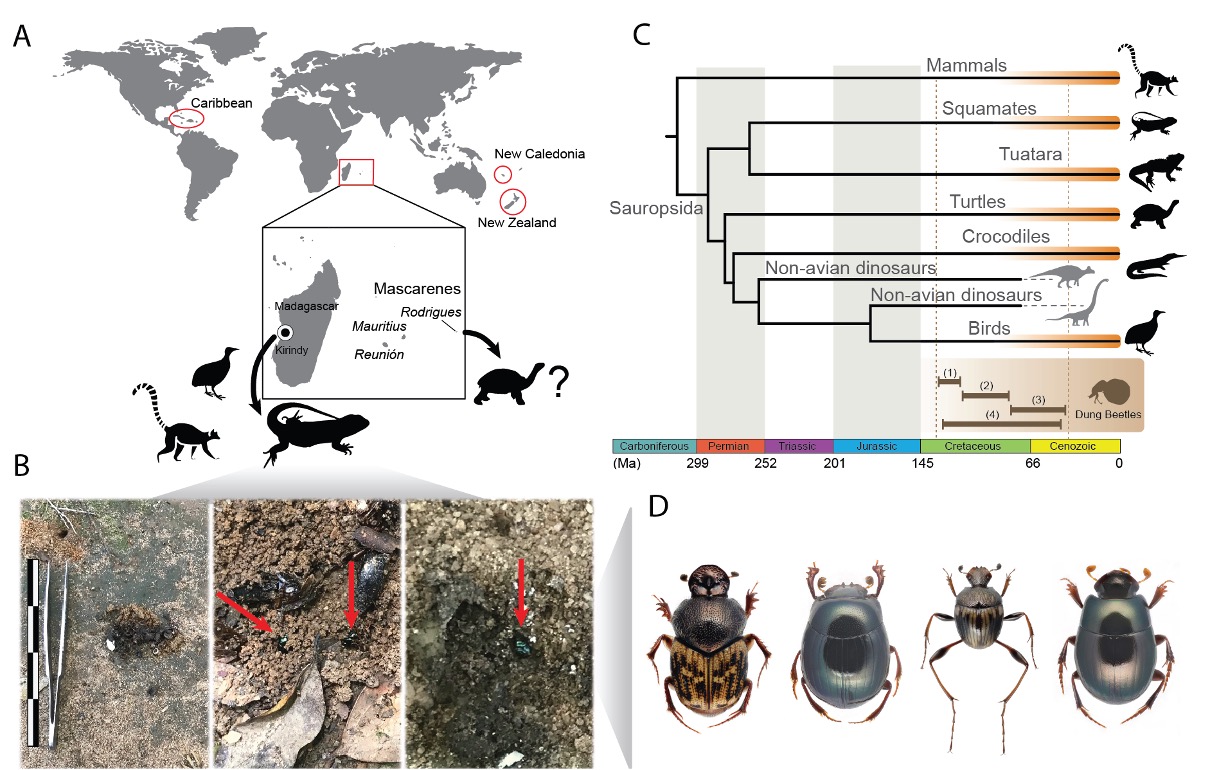 A
Caribbean
New Caledonia
New Zealand
Madagascar
Kirindy
Mascarenes
Rodrigues
Mauritius
Reunión
?
B
C
Mammals
Squamates
Tuatara
Sauropsida
Turtles
Crocodiles
Non-avian dinosaurs
Non-avian dinosaurs
Birds
(1)
(2)
(3)
(4)
Dung Beetles
Carboniferous Permian Triassic Jurassic Cretaceous Cenozoic
(Ma) 299 252 201 145 66 0
D